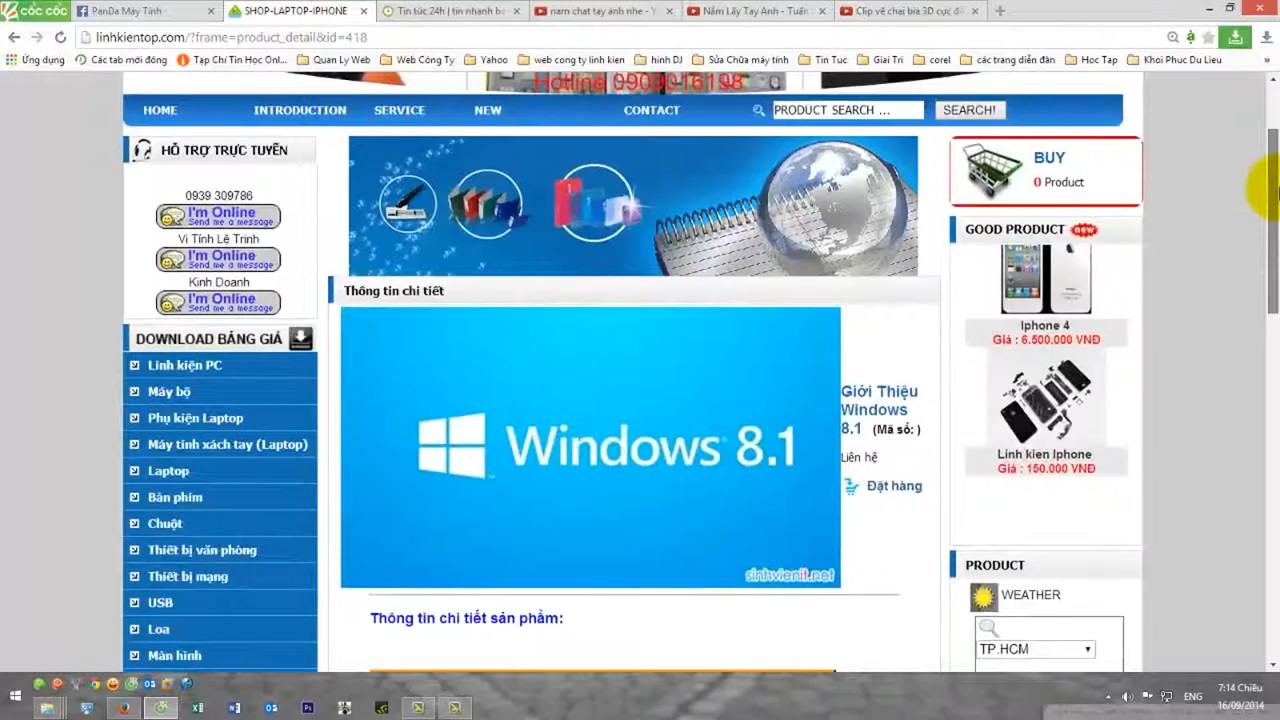 cốc cốc
PanDa Máy Tính
SHOP-LAPTOP-IPHONE
Tin tức 24h | tin nhanh b
nam chat tay anh nhe - Y
Nắm Lấy Tay Anh - Tuấn
Clip vẽ chai bia 3D cực đ
linhkientop.com/?frame=product_detail&id=418
Ứng dụng
Các tab mới đóng
Tạp Chí Tin Học Onl...
Quan Ly Web
Web Công Ty
Yahoo
web cong ty linh kien
hinh DJ
Sửa Chữa máy tính
Tin Tuc
Giai Tri
corel
các trang diễn đàn
Hoc Tap
Khoi Phuc Du Lieu
Hotline 0909016198
HOME
INTRODUCTION
SERVICE
NEW
CONTACT
PRODUCT SEARCH ...
SEARCH!
HỖ TRỢ TRỰC TUYẾN
0939 309786
I'm Online
Send me a message
Vi Tính Lê Trinh
I'm Online
Send me a message
Kinh Doanh
I'm Online
Send me a message
DOWNLOAD BẢNG GIÁ
Linh kiện PC
Máy bộ
Phụ kiện Laptop
Máy tính xách tay (Laptop)
Laptop
Bàn phím
Chuột
Thiết bị văn phòng
Thiết bị mạng
USB
Loa
Màn hình
Thông tin chi tiết
Windows 8.1
sinhvienit.net
Giới Thiệu
Windows
8.1 (Mã số: )
Liên hệ
Đặt hàng
Thông tin chi tiết sản phẩm:
BUY
0 Product
GOOD PRODUCT new
Iphone 4
Giá : 6.500.000 VNĐ
Linh kien Iphone
Giá : 150.000 VNĐ
PRODUCT
WEATHER
TP.HCM
ENG
7:14 Chiều
16/09/2014